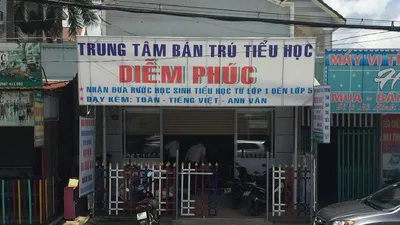 TRUNG TÂM BÁN TRÚ TIỂU HỌC
DIỄM PHÚC
★ NHẬN ĐƯA RƯỚC HỌC SINH TIỂU HỌC TỪ LỚP 1 ĐẾN LỚP 5
★ DẠY KÈM: TOÁN - TIẾNG VIỆT - ANH VĂN
MÁY VI T
MUA - BÁN